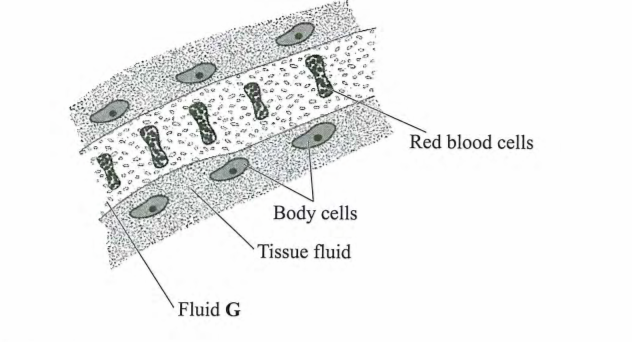 Red blood cells
Body cells
Tissue fluid
Fluid G